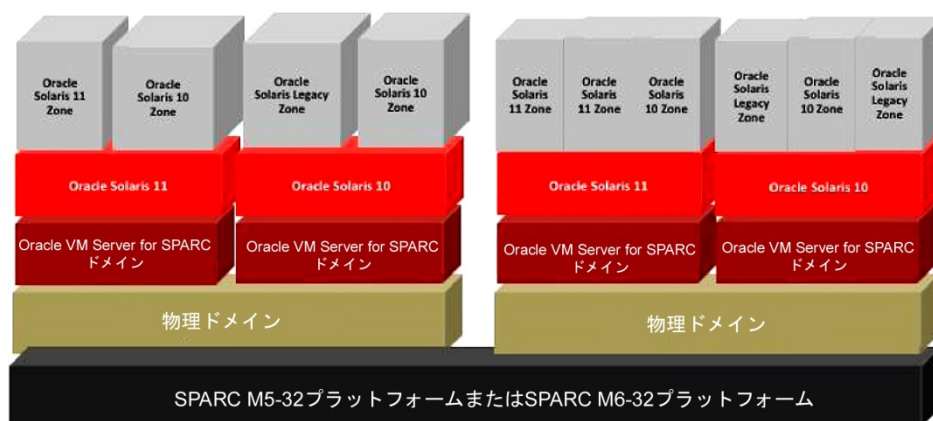 Oracle
Solaris 11
Zone
Oracle
Solaris 10
Zone
Oracle
Solaris Legacy
Zone
Oracle
Solaris 10
Zone
Oracle
Solaris
11 Zone
Oracle
Solaris
11 Zone
Oracle
Solaris
10 Zone
Oracle
Solaris
Legacy
Zone
Oracle
Solaris
10 Zone
Oracle
Solaris
Legacy
Zone
Oracle Solaris 11
Oracle Solaris 10
Oracle Solaris 11
Oracle Solaris 10
Oracle VM Server for SPARC
ドメイン
Oracle VM Server for SPARC
ドメイン
Oracle VM Server for SPARC
ドメイン
Oracle VM Server for SPARC
ドメイン
物理ドメイン
物理ドメイン
SPARC M5-32プラットフォームまたはSPARC M6-32プラットフォーム